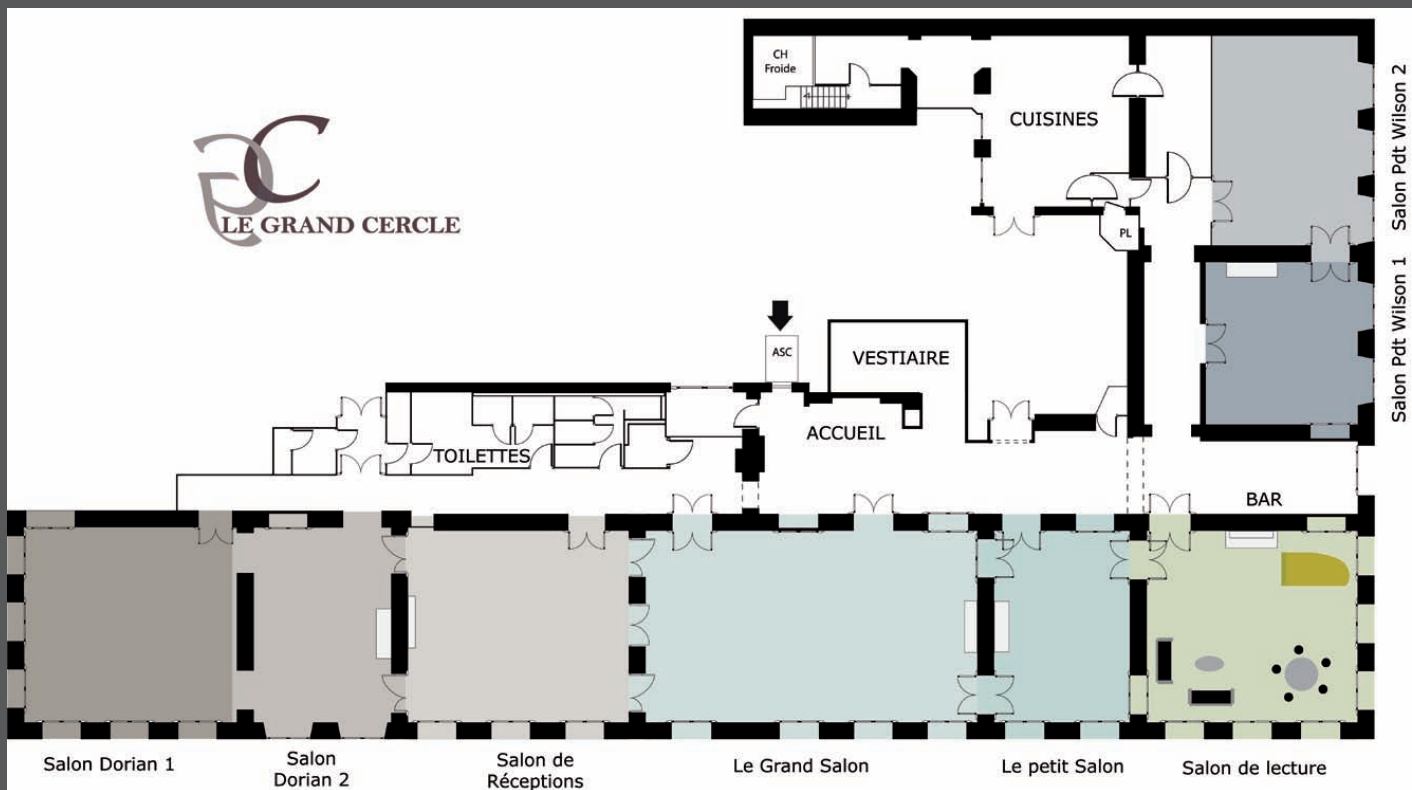 CH
Froide
CUISINES
Salon Pdt Wilson 2
GC
LE GRAND CERCLE
PL
Salon Pdt Wilson 1
ASC
VESTIAIRE
ACCUEIL
TOILETTES
BAR
Salon Dorian 1
Salon
Dorian 2
Salon de
Réceptions
Le Grand Salon
Le petit Salon
Salon de lecture